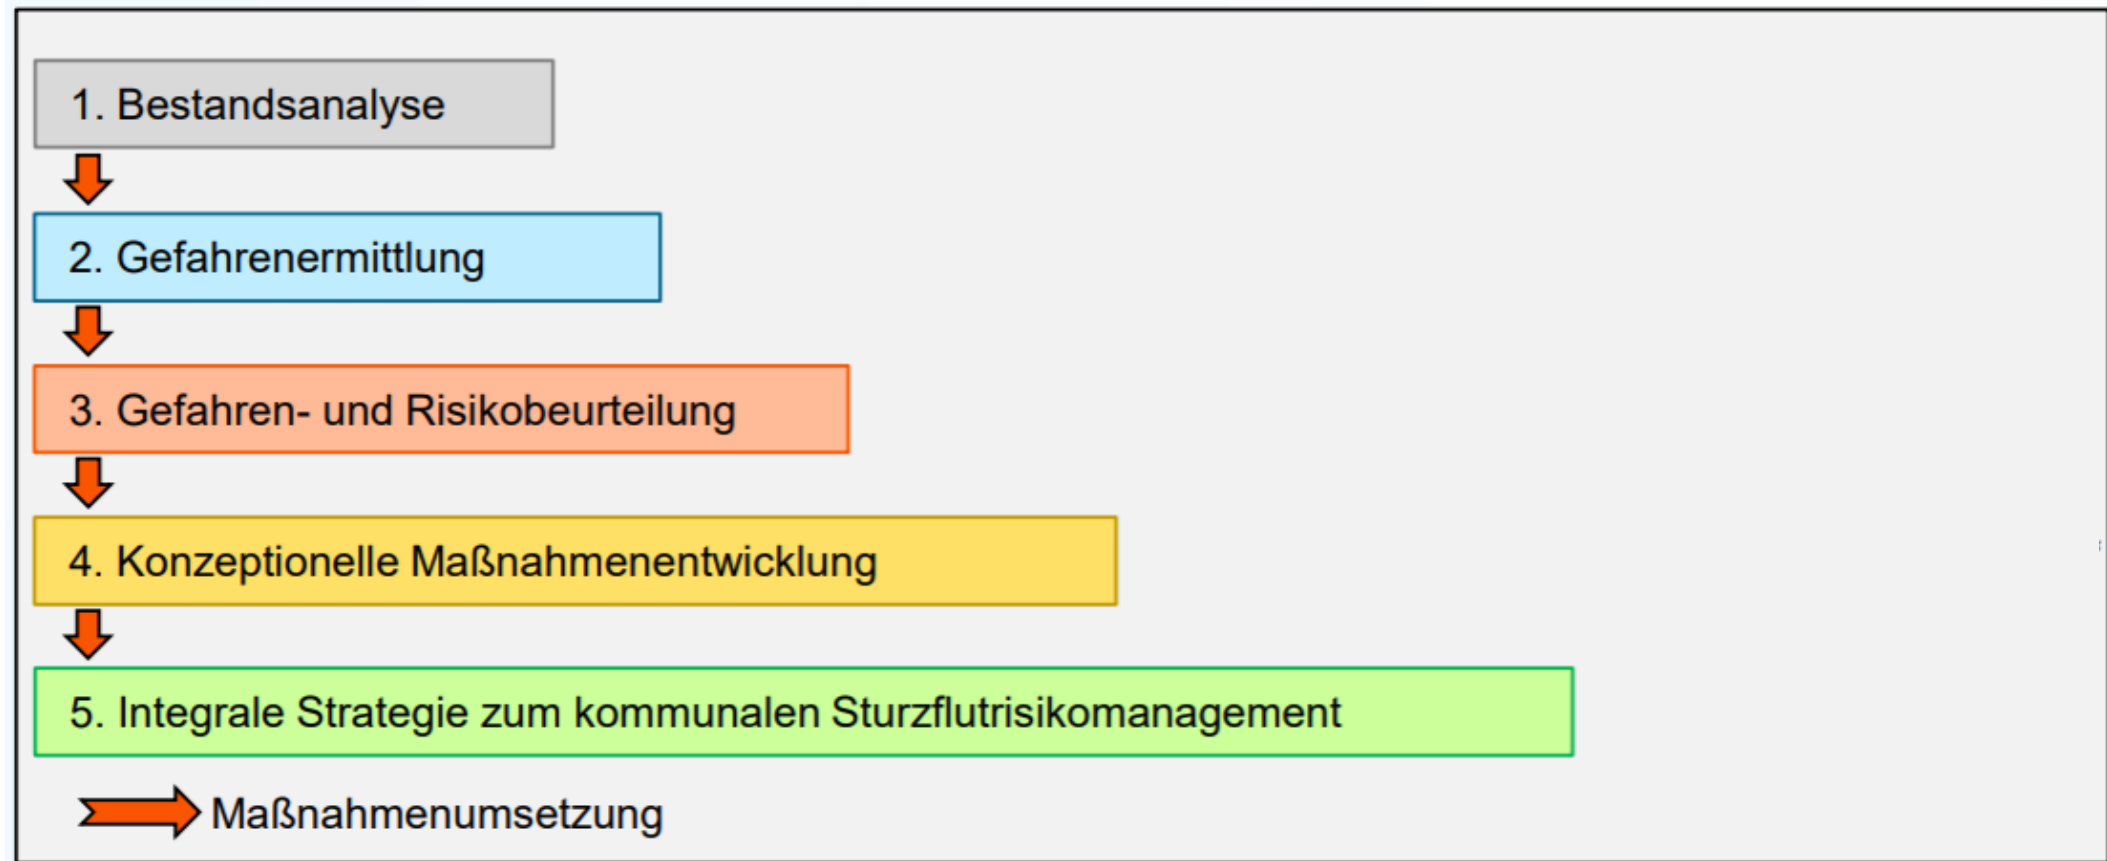 1. Bestandsanalyse
2. Gefahrenermittlung
3. Gefahren- und Risikobeurteilung
4. Konzeptionelle Maßnahmenentwicklung
5. Integrale Strategie zum kommunalen Sturzflutrisikomanagement
Maßnahmenumsetzung